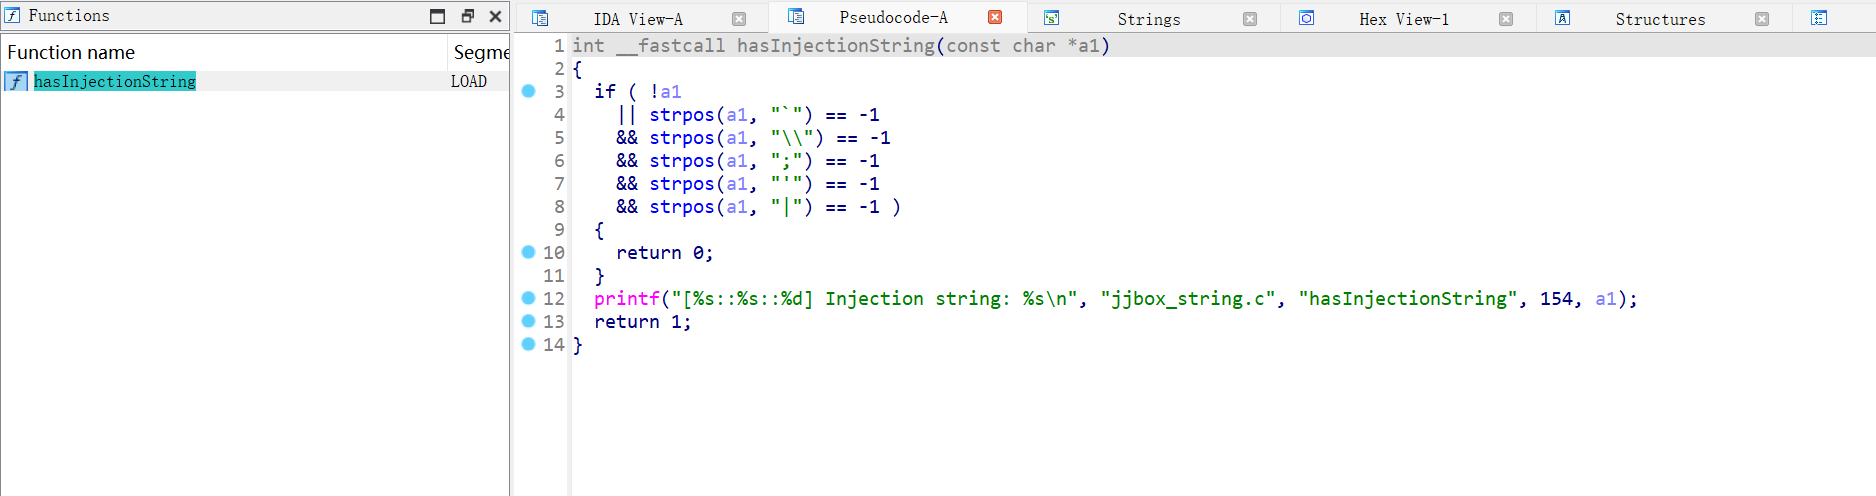 Functions
Function name Segme
hasInjectionString LOAD
IDA View-A Pseudocode-A Strings Hex View-1 Structures
1 int __fastcall hasInjectionString(const char *a1)
2 {
3 if ( !a1
4 || strpos(a1, "`") == -1
5 && strpos(a1, "\\") == -1
6 && strpos(a1, ";") == -1
7 && strpos(a1, "'") == -1
8 && strpos(a1, "|") == -1 )
9 {
10 return 0;
11 }
12 printf("[%s::%s::%d] Injection string: %s\n", "jjbox_string.c", "hasInjectionString", 154, a1);
13 return 1;
14 }